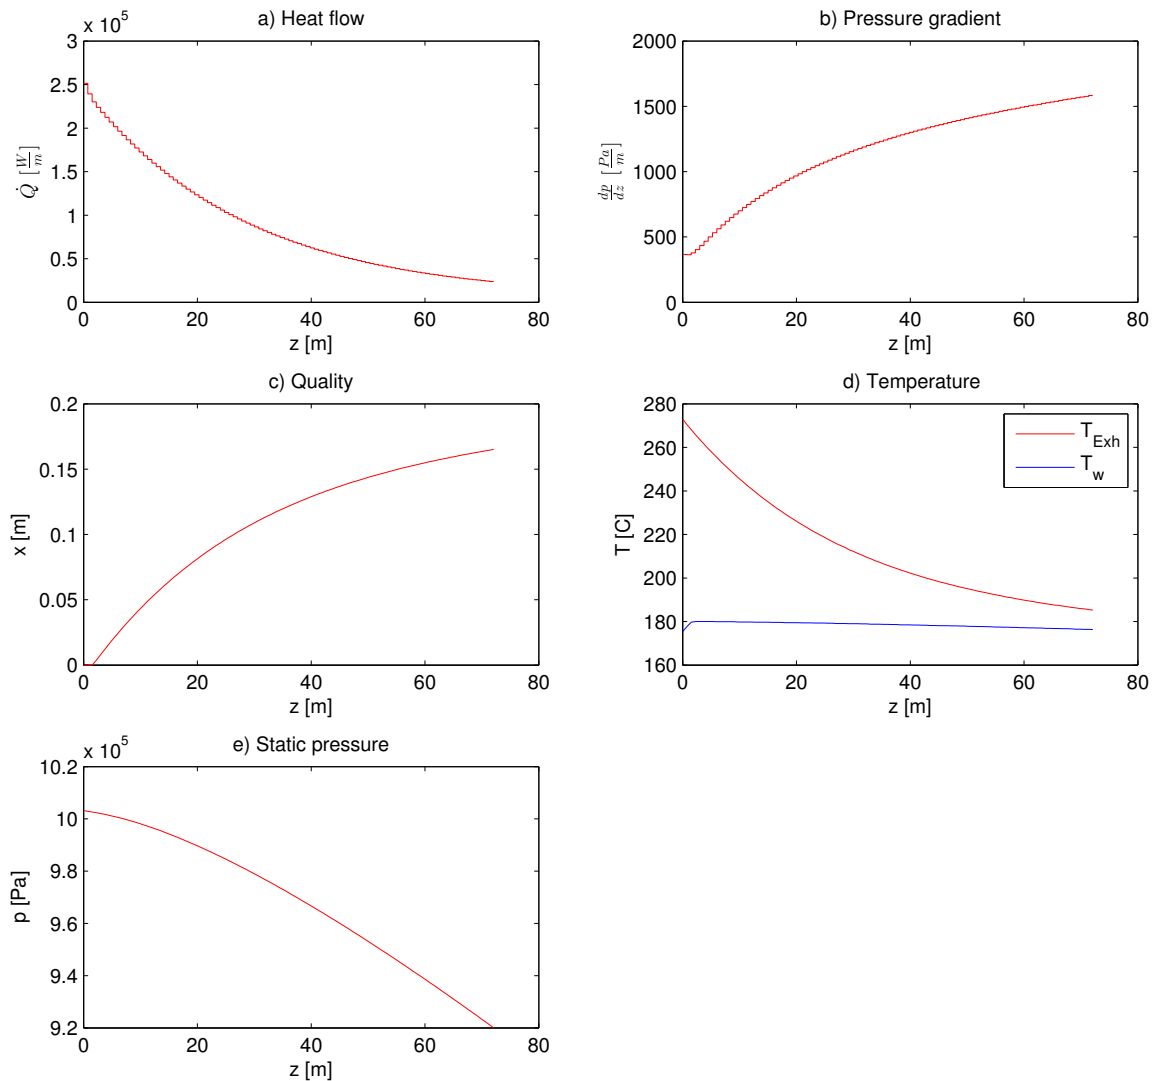 a) Heat flow
x 10^5
3
2.5
2
1.5
1
0.5
0
Q̇ [W/m]
0 20 40 60 80
z [m]
b) Pressure gradient
2000
1500
1000
500
0
dp/dz [Pa/m]
0 20 40 60 80
z [m]
c) Quality
0.2
0.15
0.1
0.05
0
x [m]
0 20 40 60 80
z [m]
d) Temperature
280
260
240
220
200
180
160
T [C]
T_Exh
T_w
0 20 40 60 80
z [m]
e) Static pressure
x 10^5
10.2
10
9.8
9.6
9.4
9.2
p [Pa]
0 20 40 60 80
z [m]